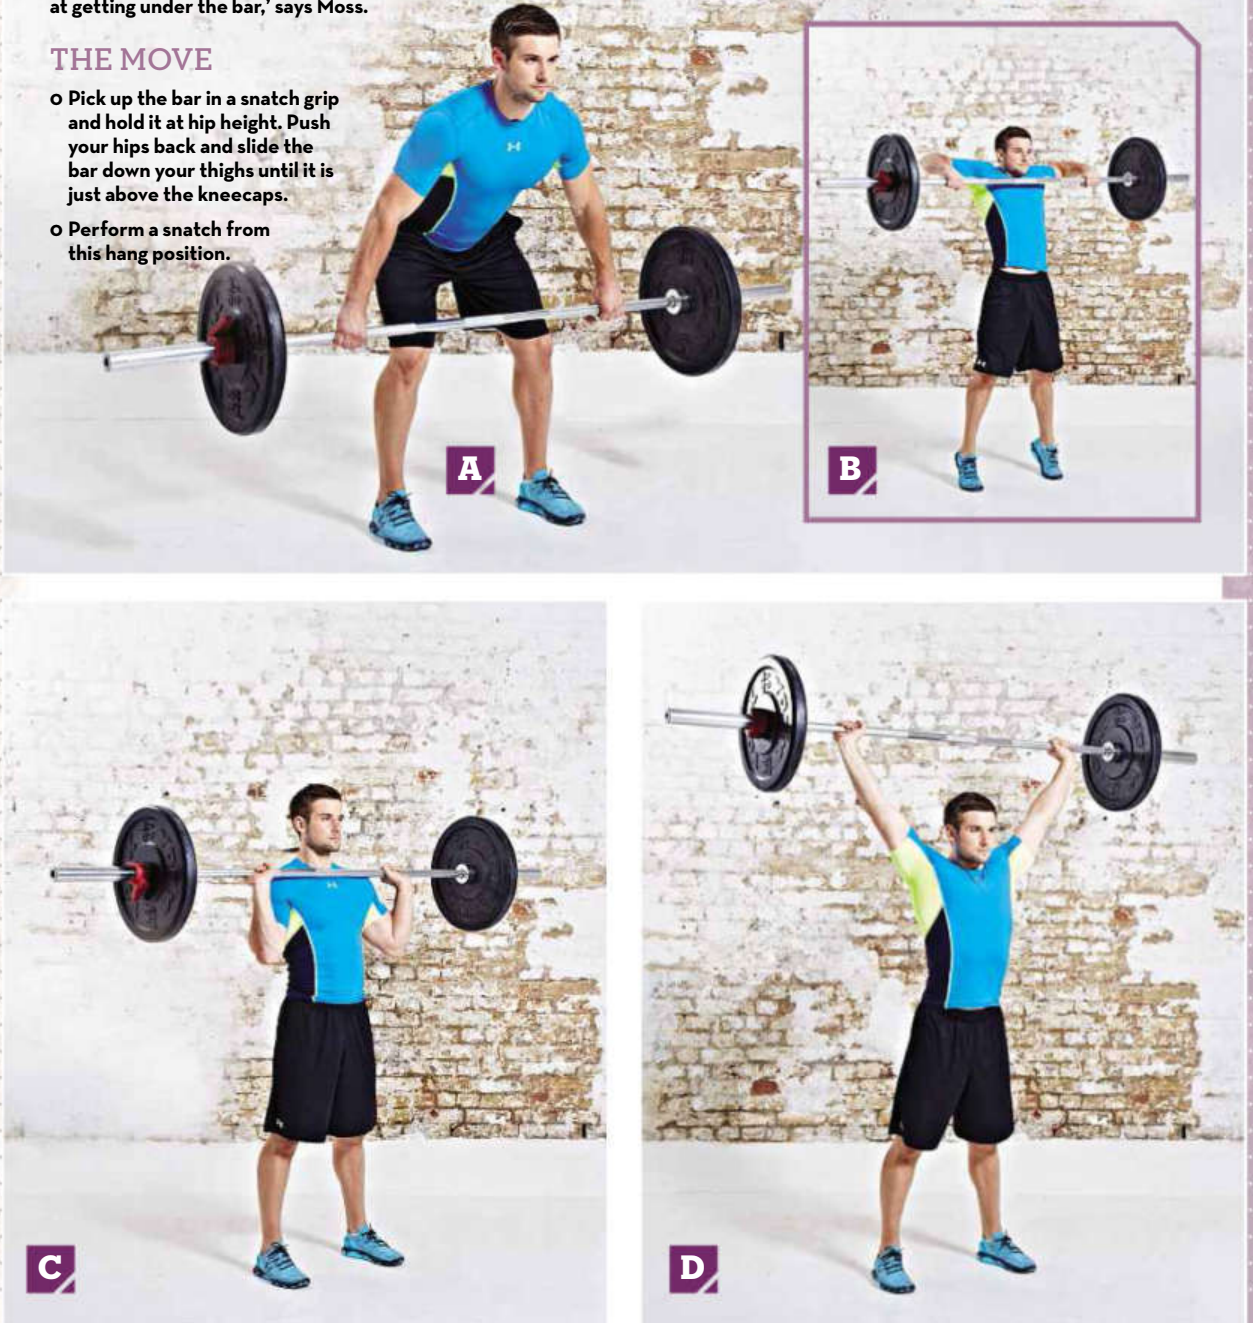 at getting under the bar,’ says Moss.
THE MOVE
o Pick up the bar in a snatch grip
and hold it at hip height. Push
your hips back and slide the
bar down your thighs until it is
just above the kneecaps.
o Perform a snatch from
this hang position.
A
B
C
D